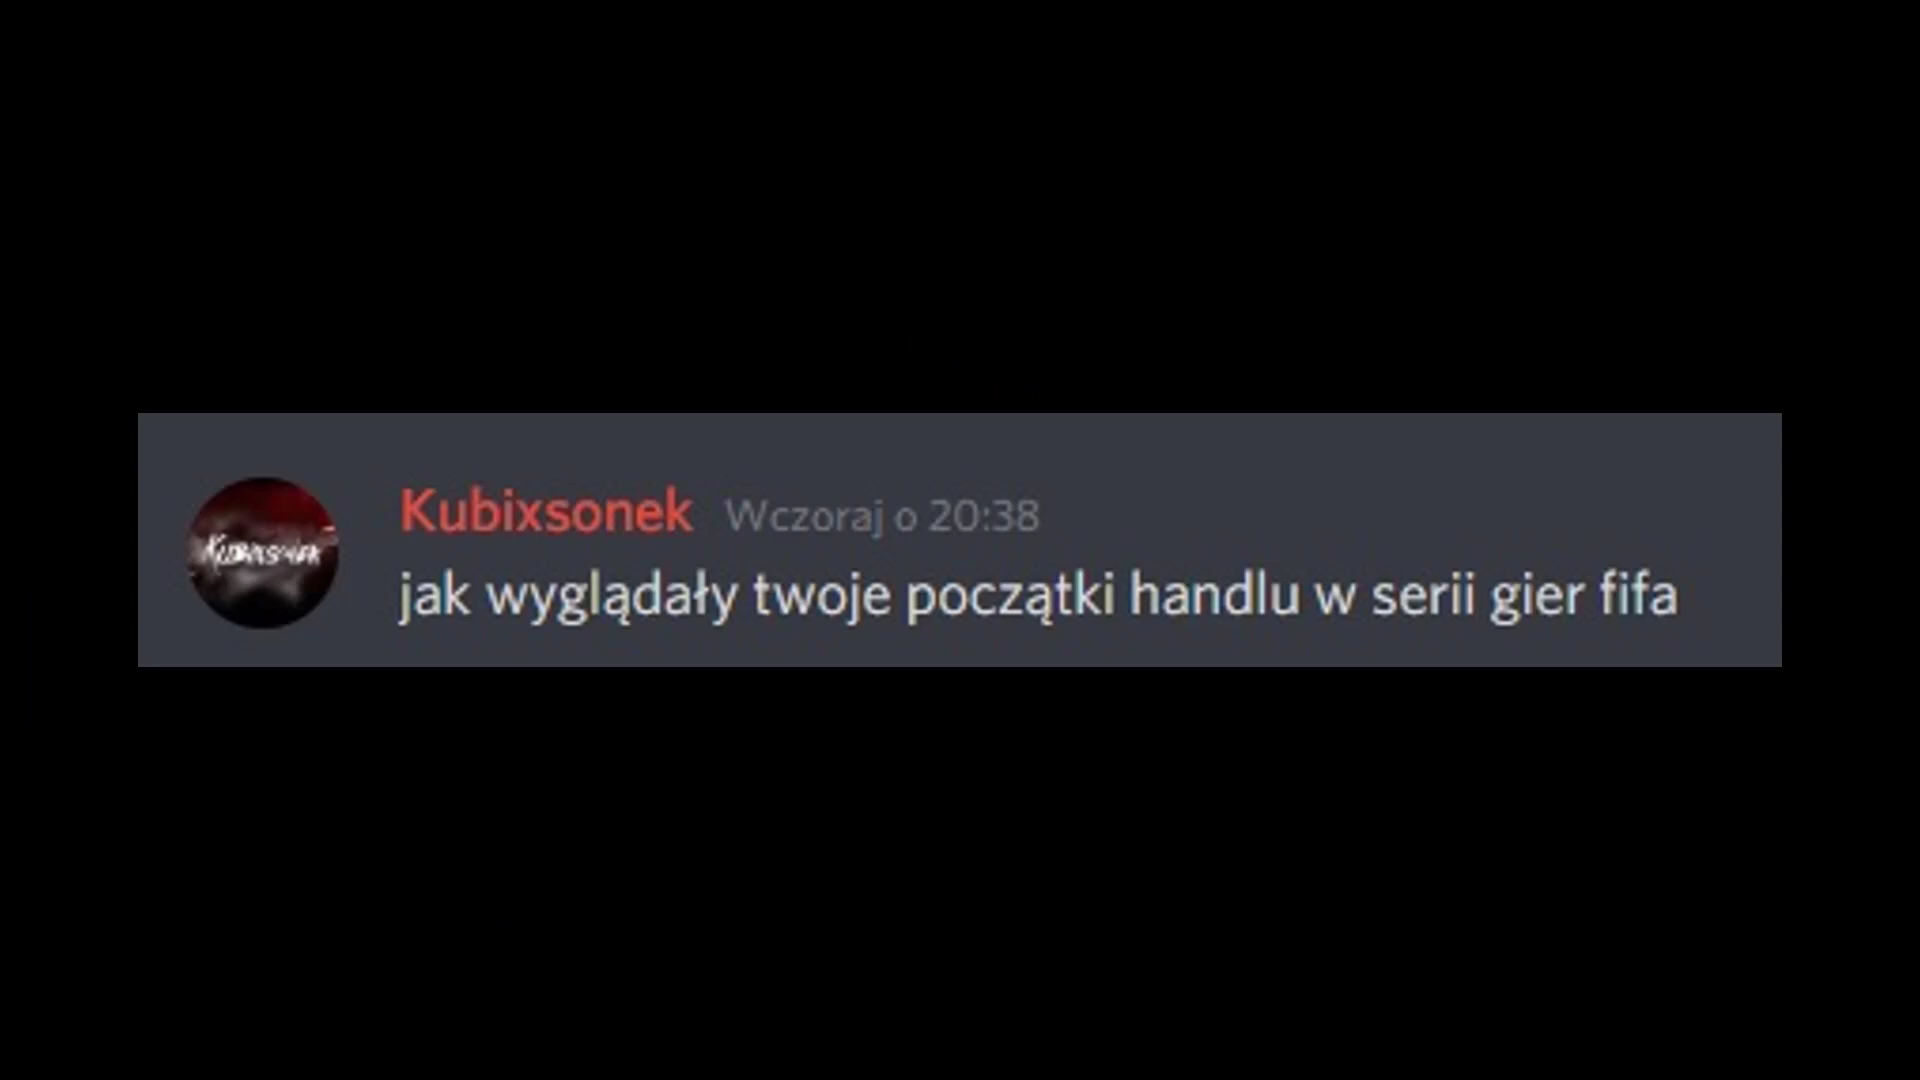 Kubixsonek Wczoraj o 20:38
jak wyglądały twoje początki handlu w serii gier fifa